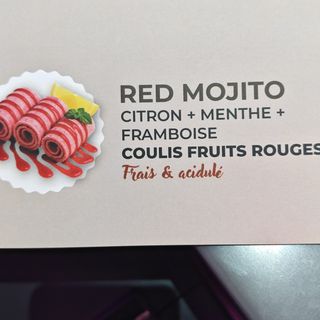 RED MOJITO
CITRON + MENTHE +
FRAMBOISE
COULIS FRUITS ROUGES
Frais & acidulé